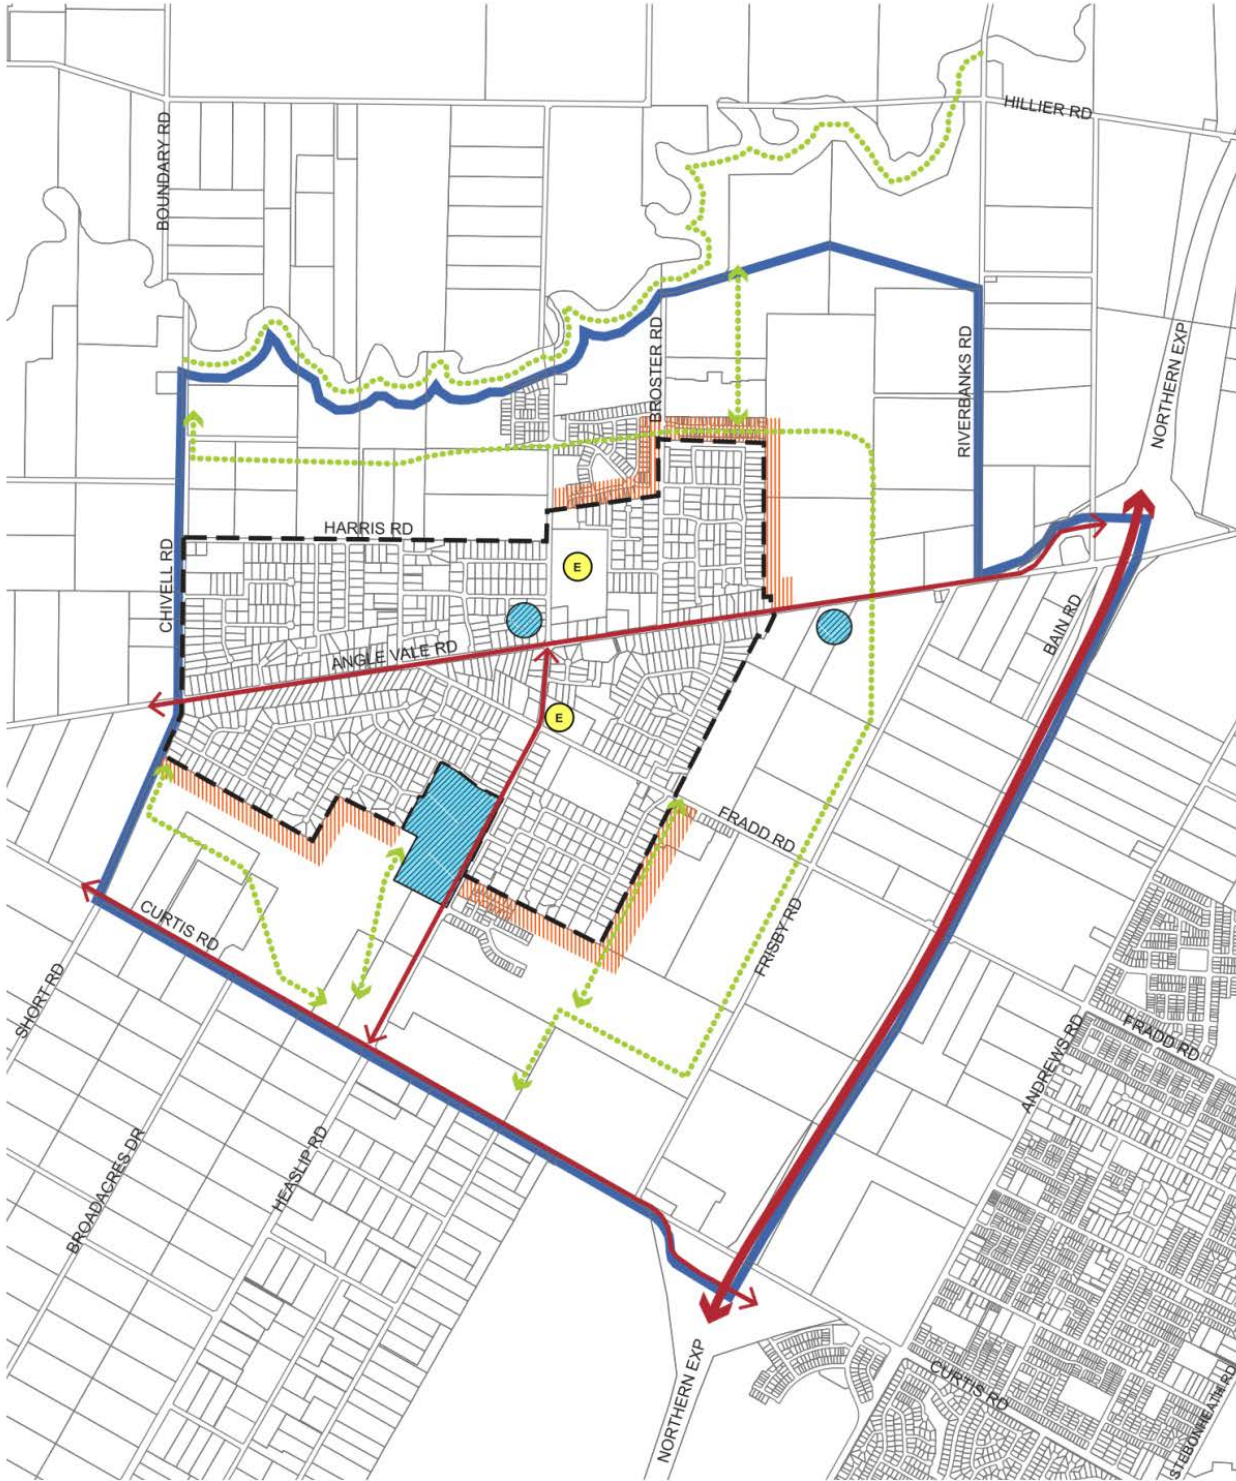 HILLIER RD
BOUNDARY RD
BROSTER RD
RIVERBANKS RD
NORTHERN EXP
HARRIS RD
CHIVELL RD
E
ANGLE VALE RD
BAIN RD
E
FRADD RD
CURTIS RD
FRISBY RD
SHORT RD
ANDREWS RD
FRADD RD
BROADACRES DR
HEASLIP RD
NORTHERN EXP
CURTIS RD
STEBONHEATH RD